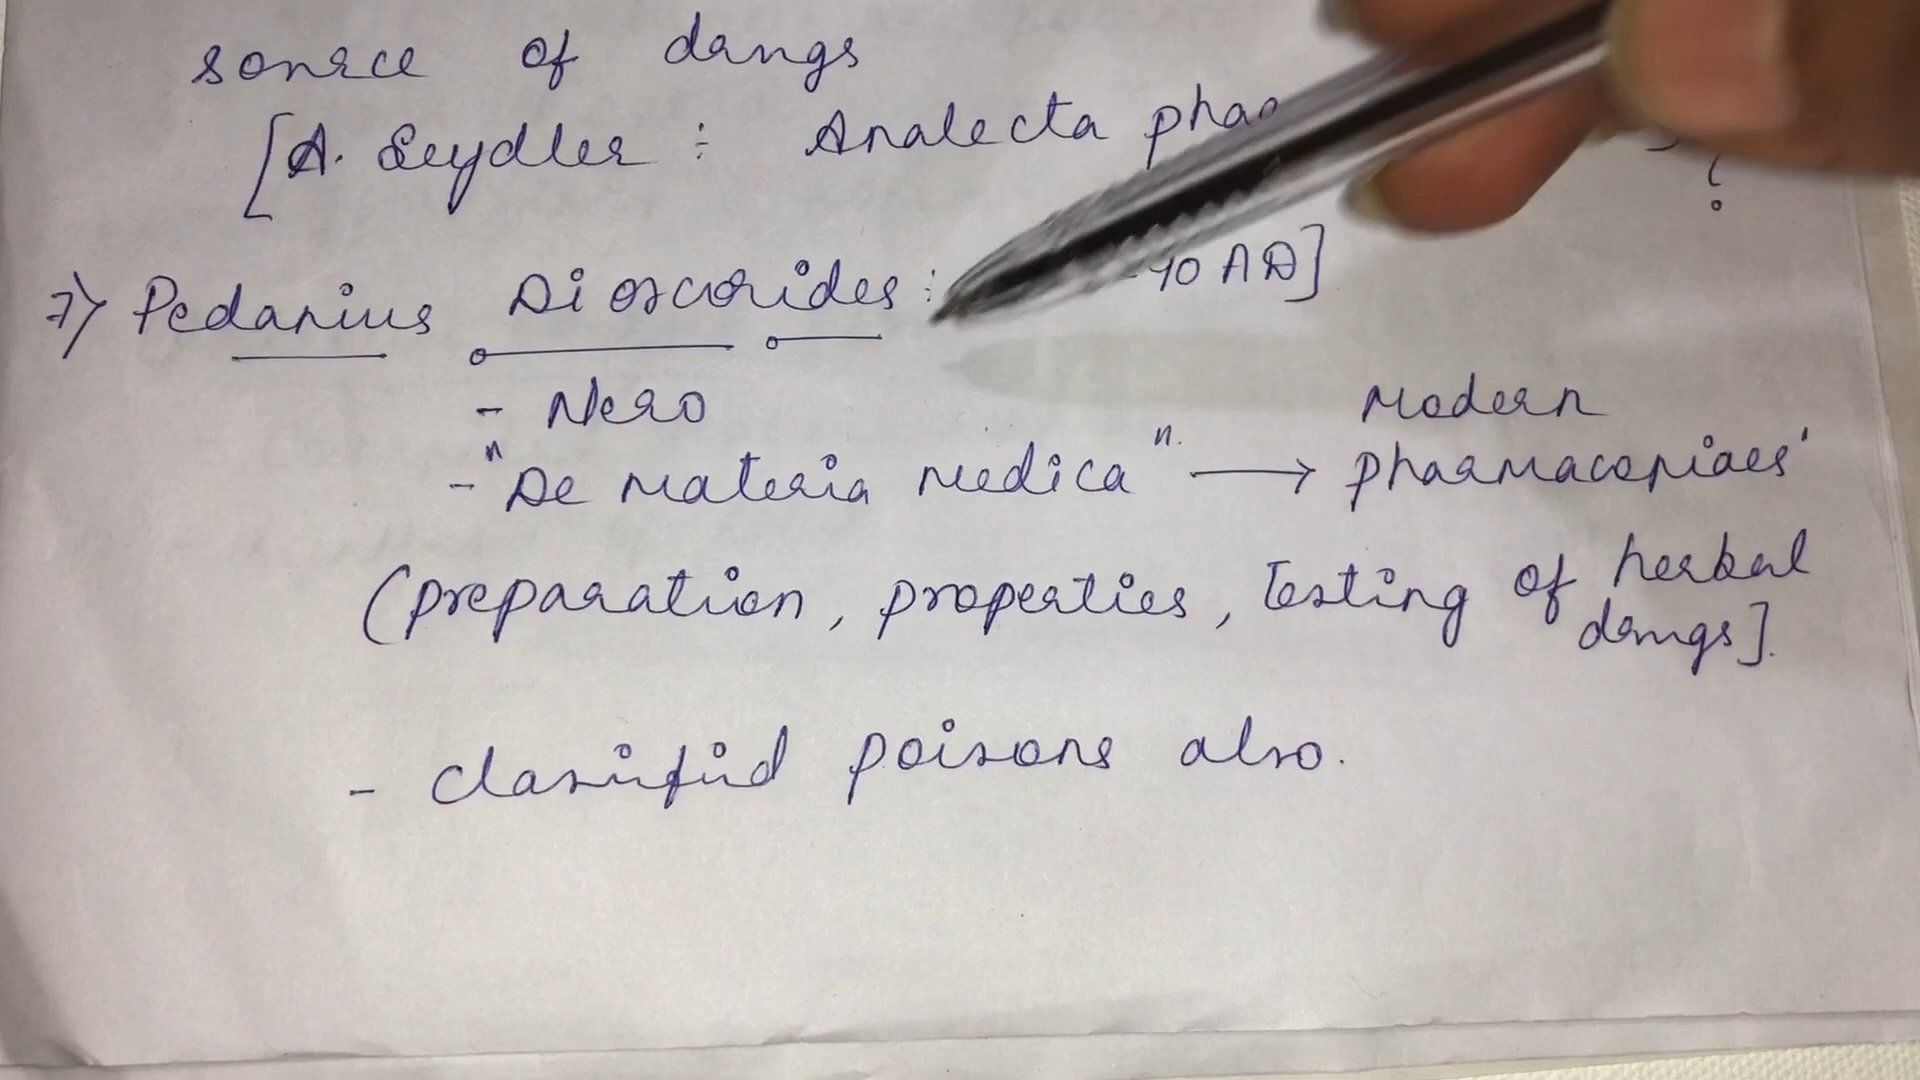 source of drugs
[A. Seydler : Analecta
7) Pedanius Dioscorides : 40 AD]
- Nero
- "De Materia Medica" → Modern pharmacopiaes'
(preparation, properties, Testing of herbal drugs].
- classified poisons also.